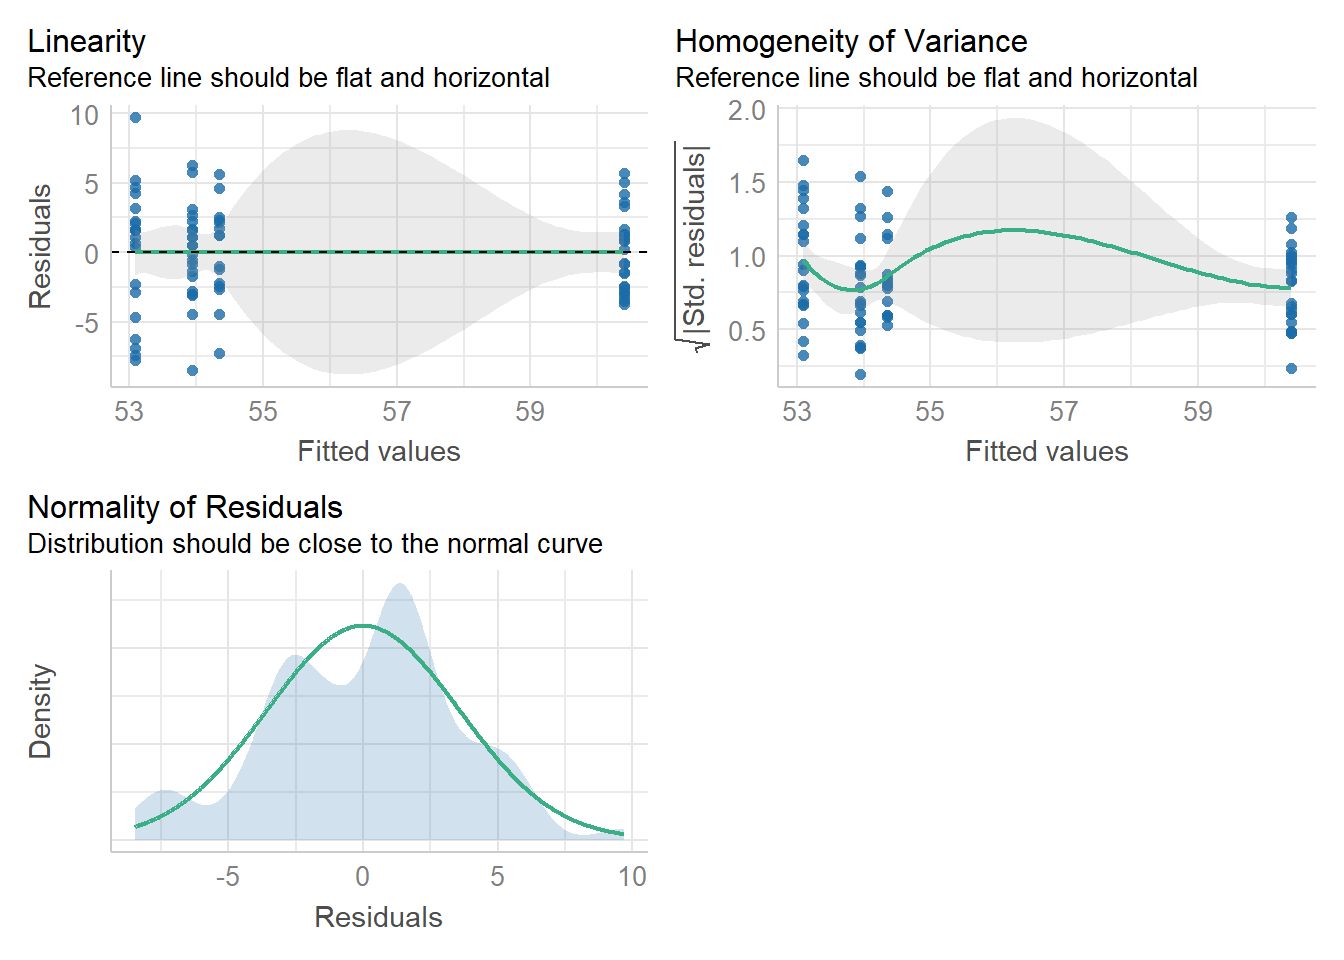 Linearity
Reference line should be flat and horizontal
10
5
0
-5
Residuals
53
55
57
59
Fitted values
Homogeneity of Variance
Reference line should be flat and horizontal
2.0
1.5
1.0
0.5
√|Std. residuals|
53
55
57
59
Fitted values
Normality of Residuals
Distribution should be close to the normal curve
Density
-5
0
5
10
Residuals